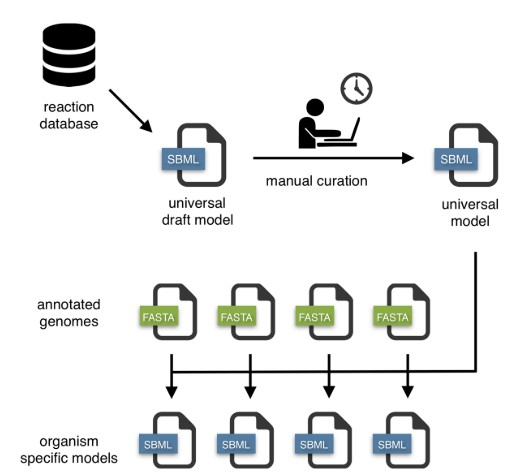 reaction
database
SBML
SBML
manual curation
universal
draft model
universal
model
annotated
genomes
FASTA
FASTA
FASTA
FASTA
organism
specific models
SBML
SBML
SBML
SBML